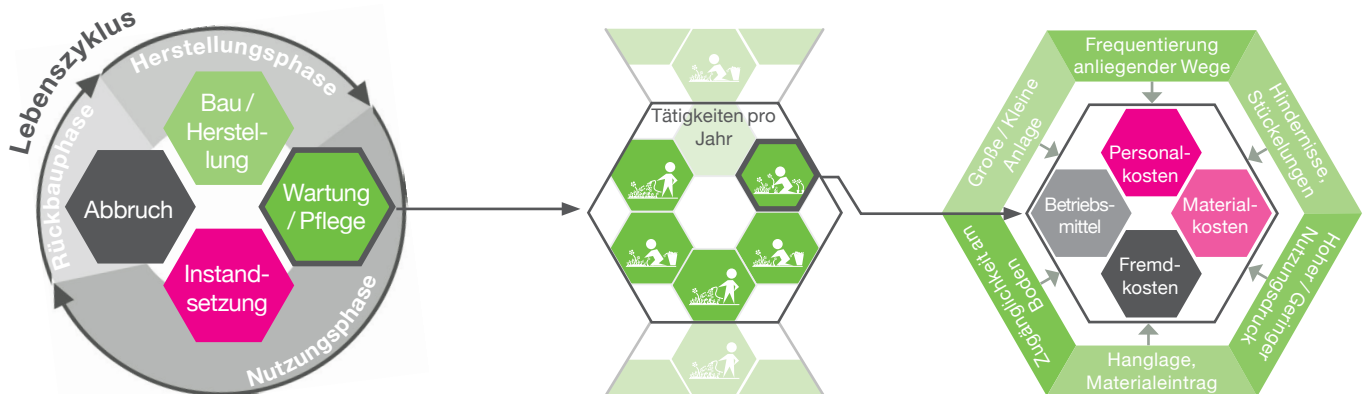 Lebenszyklus
Herstellungsphase
Rückbauphase
Nutzungsphase
Bau /
Herstel-
lung
Abbruch
Wartung
/ Pflege
Instand-
setzung
Tätigkeiten pro
Jahr
Frequentierung
anliegender Wege
Große / Kleine
Anlage
Hindernisse,
Stückelungen
Personal-
kosten
Betriebs-
mittel
Material-
kosten
Fremd-
kosten
Zugänglichkeit am
Boden
Hoher / Geringer
Nutzungsdruck
Hanglage,
Materialeintrag